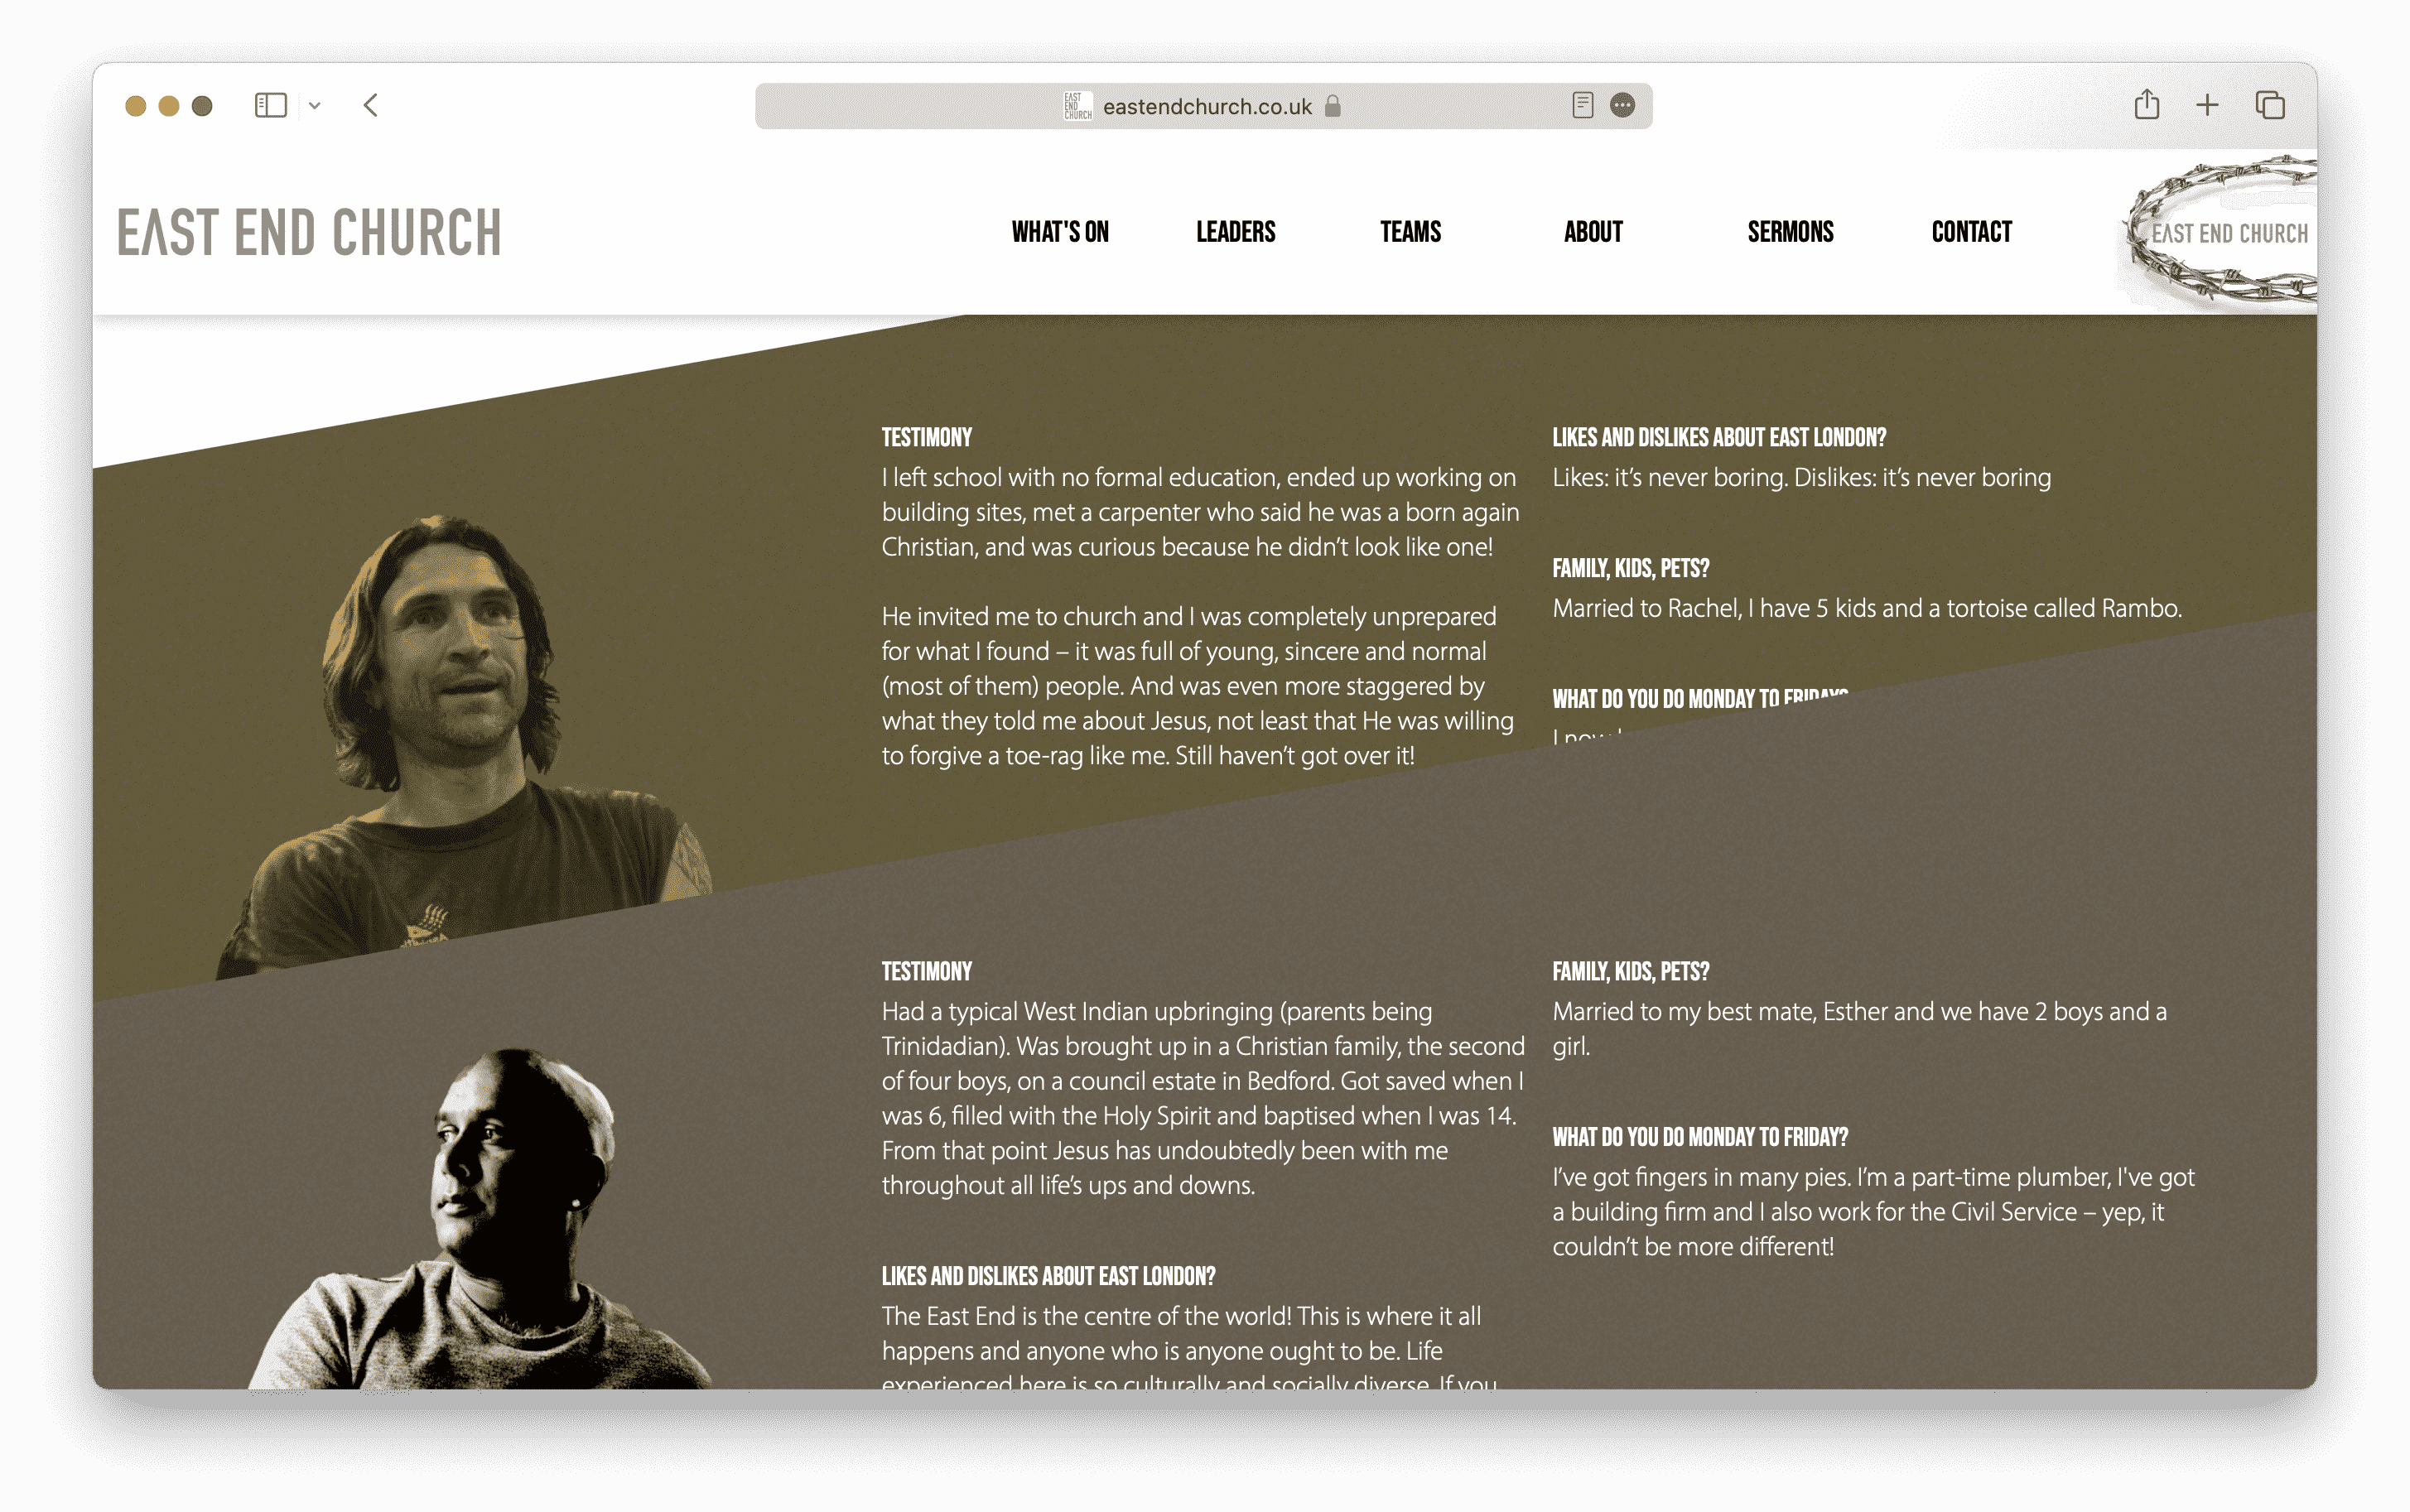 EAST
END
CHURCH
eastendchurch.co.uk
EAST END CHURCH
WHAT'S ON
LEADERS
TEAMS
ABOUT
SERMONS
CONTACT
EAST END CHURCH
TESTIMONY
I left school with no formal education, ended up working on
building sites, met a carpenter who said he was a born again
Christian, and was curious because he didn’t look like one!
He invited me to church and I was completely unprepared
for what I found – it was full of young, sincere and normal
(most of them) people. And was even more staggered by
what they told me about Jesus, not least that He was willing
to forgive a toe-rag like me. Still haven’t got over it!
LIKES AND DISLIKES ABOUT EAST LONDON?
Likes: it’s never boring. Dislikes: it’s never boring
FAMILY, KIDS, PETS?
Married to Rachel, I have 5 kids and a tortoise called Rambo.
WHAT DO YOU DO MONDAY TO FRIDAY?
I now
TESTIMONY
Had a typical West Indian upbringing (parents being
Trinidadian). Was brought up in a Christian family, the second
of four boys, on a council estate in Bedford. Got saved when I
was 6, filled with the Holy Spirit and baptised when I was 14.
From that point Jesus has undoubtedly been with me
throughout all life’s ups and downs.
LIKES AND DISLIKES ABOUT EAST LONDON?
The East End is the centre of the world! This is where it all
happens and anyone who is anyone ought to be. Life
experienced here is so culturally and socially diverse. If you
FAMILY, KIDS, PETS?
Married to my best mate, Esther and we have 2 boys and a
girl.
WHAT DO YOU DO MONDAY TO FRIDAY?
I’ve got fingers in many pies. I’m a part-time plumber, I've got
a building firm and I also work for the Civil Service – yep, it
couldn’t be more different!